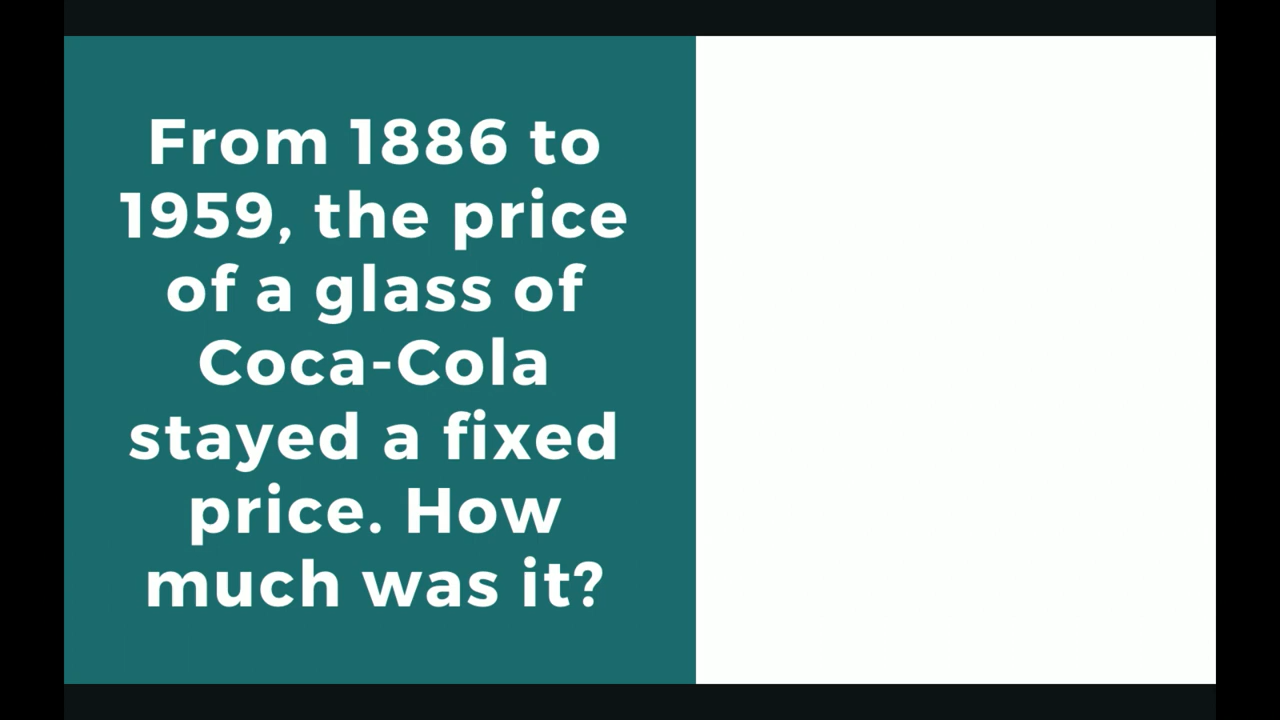 From 1886 to
1959, the price
of a glass of
Coca-Cola
stayed a fixed
price. How
much was it?